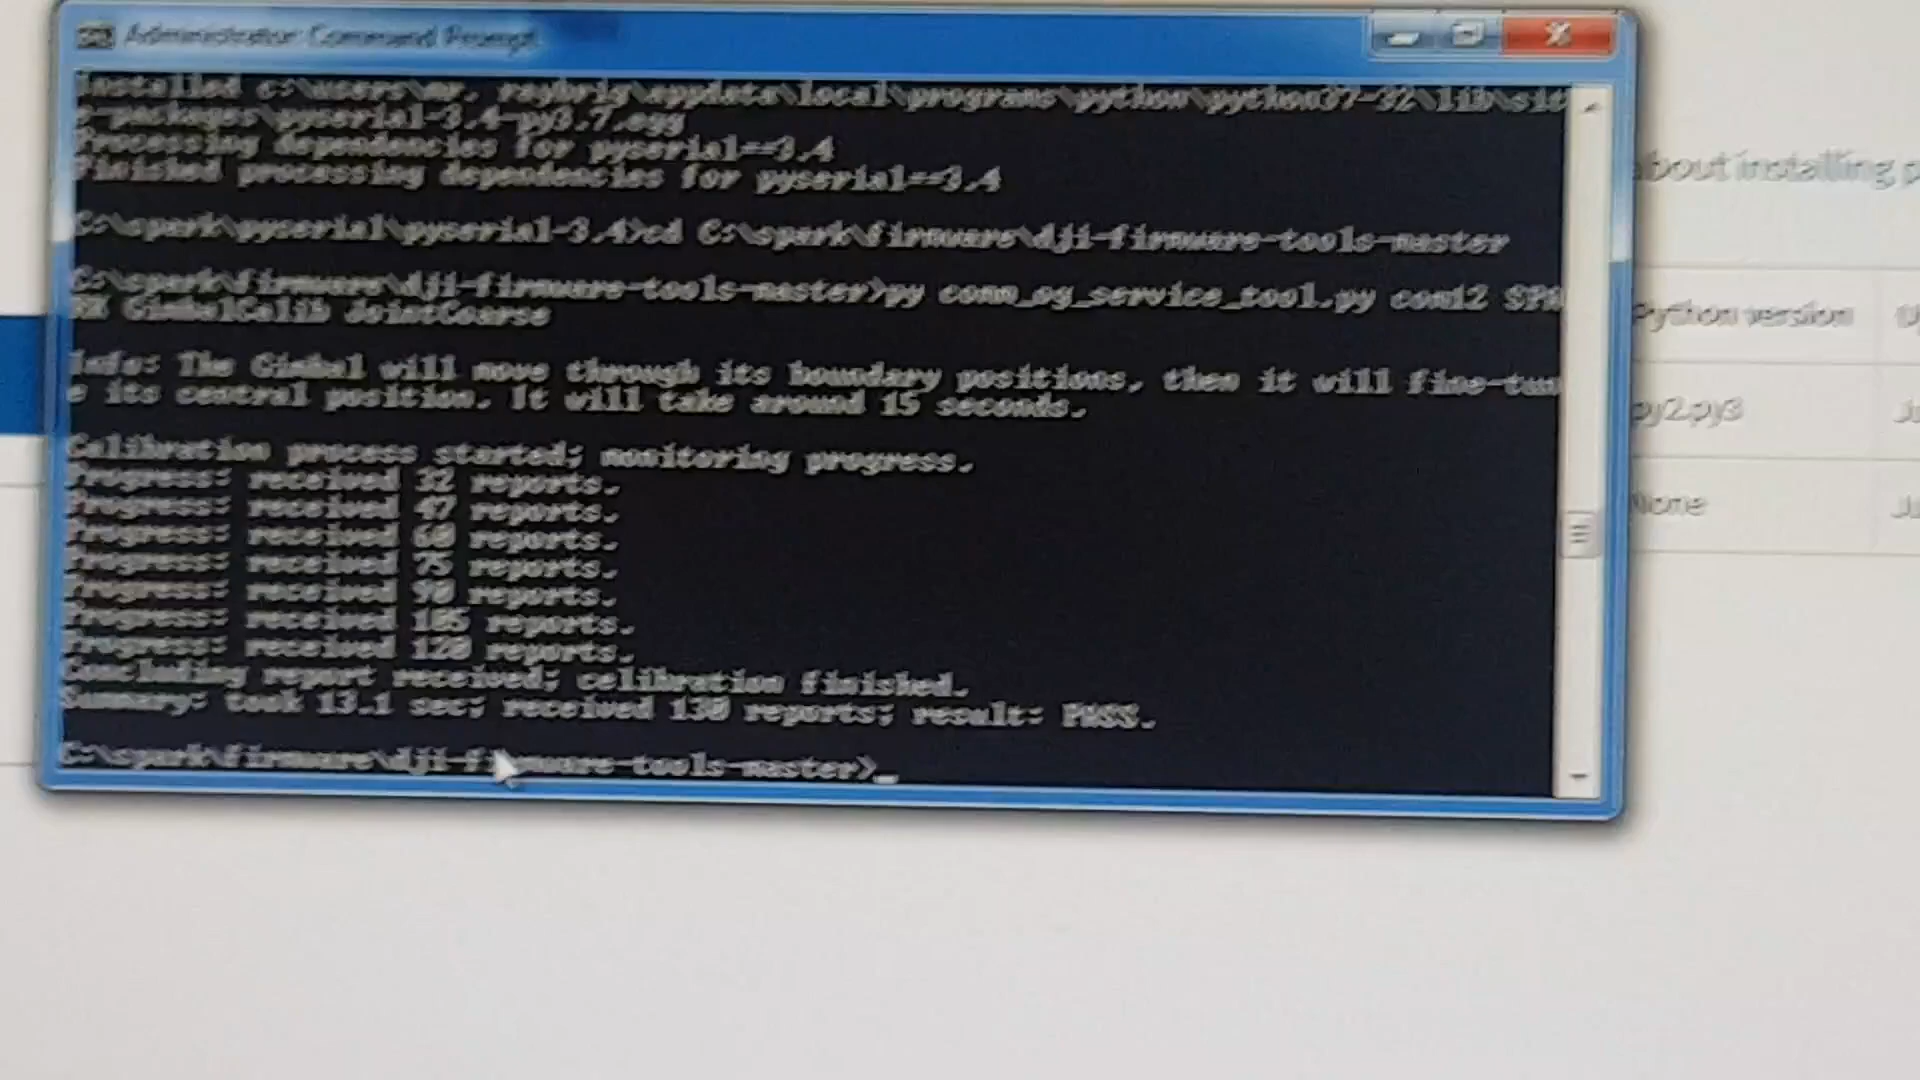 Administrator: Command Prompt
Installed c:\users\mr. raybrig\appdata\local\programs\python\python37-32\lib\sit
e-packages\pyserial-3.4-py3.7.egg
Processing dependencies for pyserial==3.4
Finished processing dependencies for pyserial==3.4
C:\spark\pyserial\pyserial-3.4>cd C:\spark\firmware\dji-firmware-tools-master
C:\spark\firmware\dji-firmware-tools-master>py comm_og_service_tool.py com12 SPA
RK GimbalCalib JointCoarse
Info: The Gimbal will move through its boundary positions, then it will fine-tun
e its central position. It will take around 15 seconds.
Calibration process started; monitoring progress.
Progress: received 32 reports.
Progress: received 47 reports.
Progress: received 60 reports.
Progress: received 75 reports.
Progress: received 90 reports.
Progress: received 105 reports.
Progress: received 120 reports.
Concluding report received; calibration finished.
Summary: took 13.1 sec; received 130 reports; result: PASS.
C:\spark\firmware\dji-firmware-tools-master>_
about installing
Python version
py2.py3
None